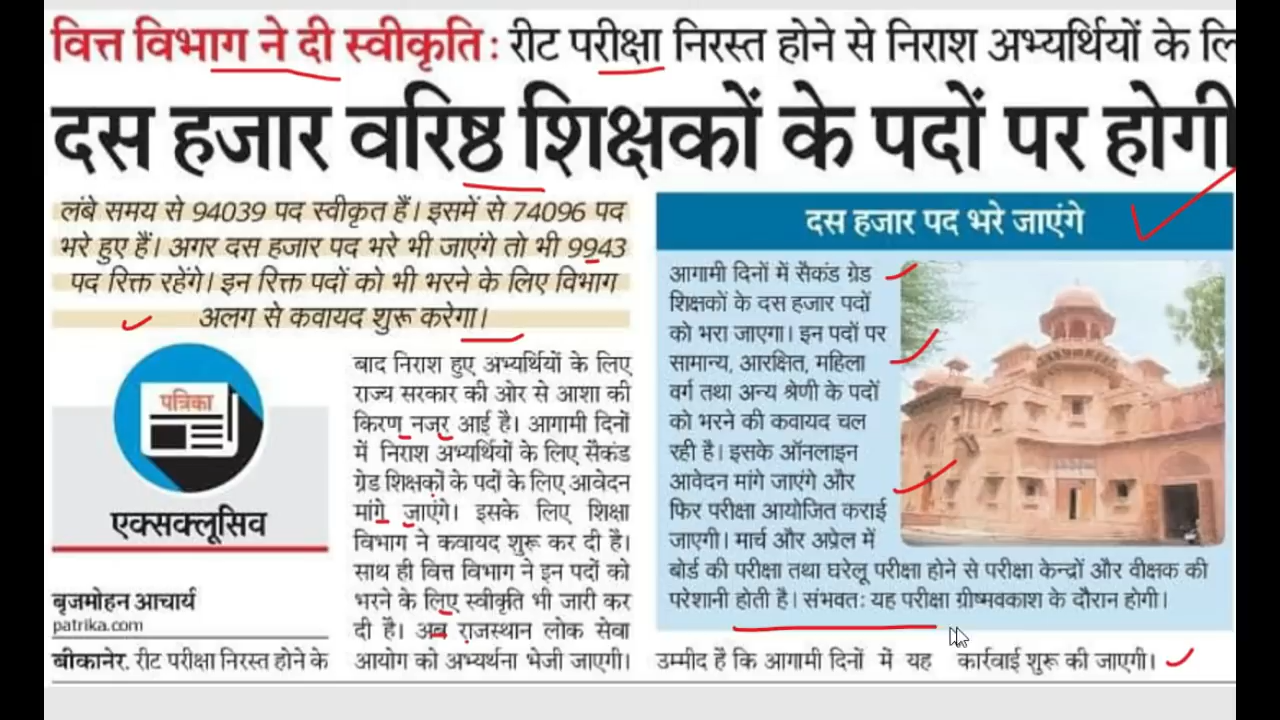 वित्त विभाग ने दी स्वीकृति : रीट परीक्षा निरस्त होने से निराश अभ्यर्थियों के
दस हजार वरिष्ठ शिक्षकों के पदों पर होगी
लंबे समय से 94039 पद स्वीकृत हैं। इसमें से 74096 पद
भरे हुए हैं। अगर दस हजार पद भरे भी जाएंगे तो भी 9943
पद रिक्त रहेंगे। इन रिक्त पदों को भी भरने के लिए विभाग
अलग से कवायद शुरू करेगा।
पत्रिका
एक्सक्लूसिव
बृजमोहन आचार्य
patrika.com
बीकानेर. रीट परीक्षा निरस्त होने के
बाद निराश हुए अभ्यर्थियों के लिए
राज्य सरकार की ओर से आशा की
किरण नजर आई है। आगामी दिनों
में निराश अभ्यर्थियों के लिए सैकंड
ग्रेड शिक्षकों के पदों के लिए आवेदन
मांगे जाएंगे। इसके लिए शिक्षा
विभाग ने कवायद शुरू कर दी है।
साथ ही वित्त विभाग ने इन पदों को
भरने के लिए स्वीकृति भी जारी कर
दी है। अब राजस्थान लोक सेवा
आयोग को अभ्यर्थना भेजी जाएगी।
दस हजार पद भरे जाएंगे
आगामी दिनों में सैकंड ग्रेड
शिक्षकों के दस हजार पदों
को भरा जाएगा। इन पदों पर
सामान्य, आरक्षित, महिला
वर्ग तथा अन्य श्रेणी के पदों
को भरने की कवायद चल
रही है। इसके ऑनलाइन
आवेदन मांगे जाएंगे और
फिर परीक्षा आयोजित कराई
जाएगी। मार्च और अप्रेल में
बोर्ड की परीक्षा तथा घरेलू परीक्षा होने से परीक्षा केन्द्रों और वीक्षक की
परेशानी होती है। संभवतः यह परीक्षा ग्रीष्मवकाश के दौरान होगी।
उम्मीद है कि आगामी दिनों में यह कार्रवाई शुरू की जाएगी।